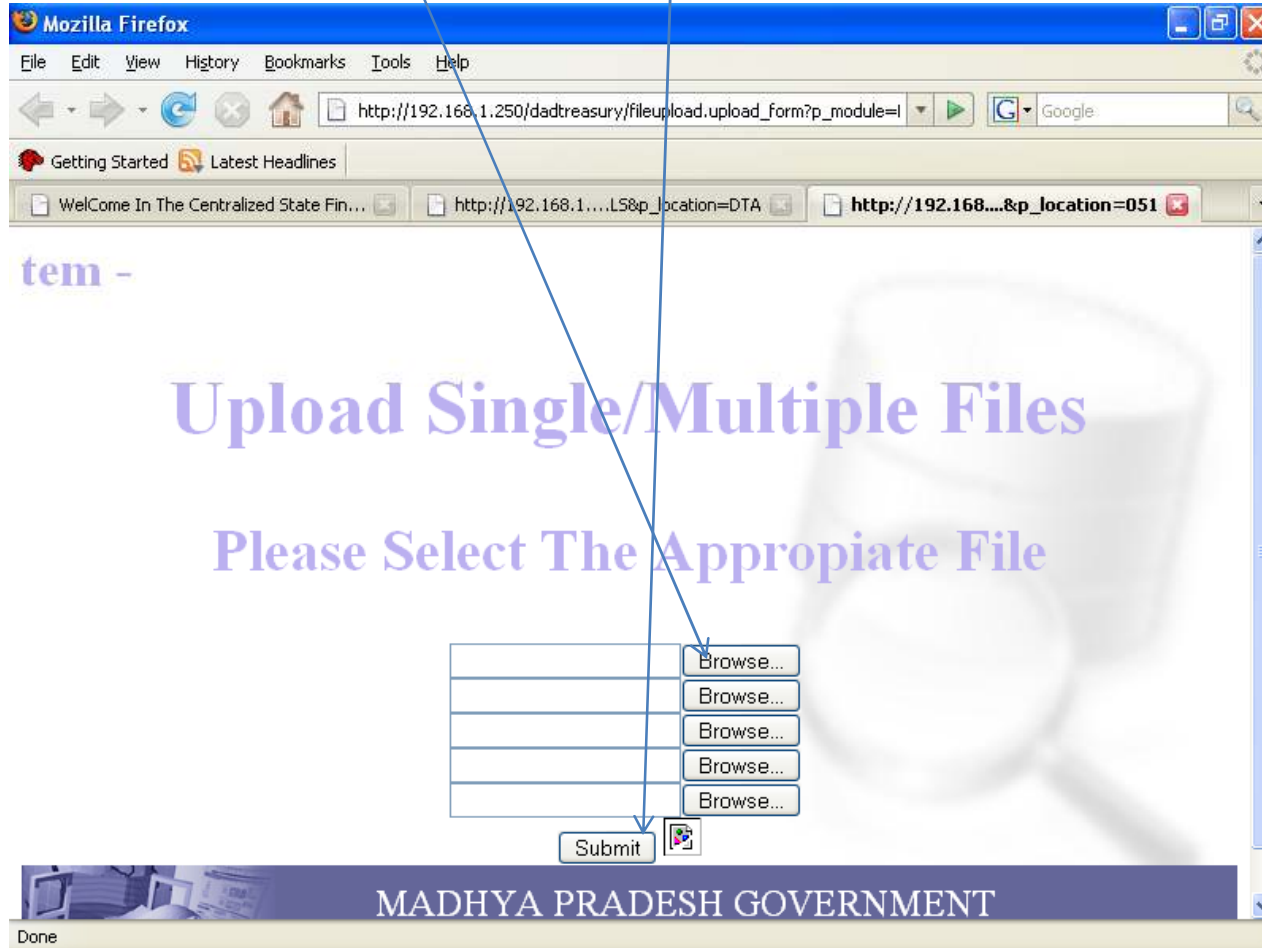 Mozilla Firefox
File Edit View History Bookmarks Tools Help
http://192.168.1.250/dadtreasury/fileupload.upload_form?p_module=I G Google
Getting Started Latest Headlines
WelCome In The Centralized State Fin... http://192.168.1....LS&p_location=DTA http://192.168....&p_location=051
tem -
Upload Single/Multiple Files
Please Select The Appropiate File
Browse...
Browse...
Browse...
Browse...
Browse...
Submit
MADHYA PRADESH GOVERNMENT
Done